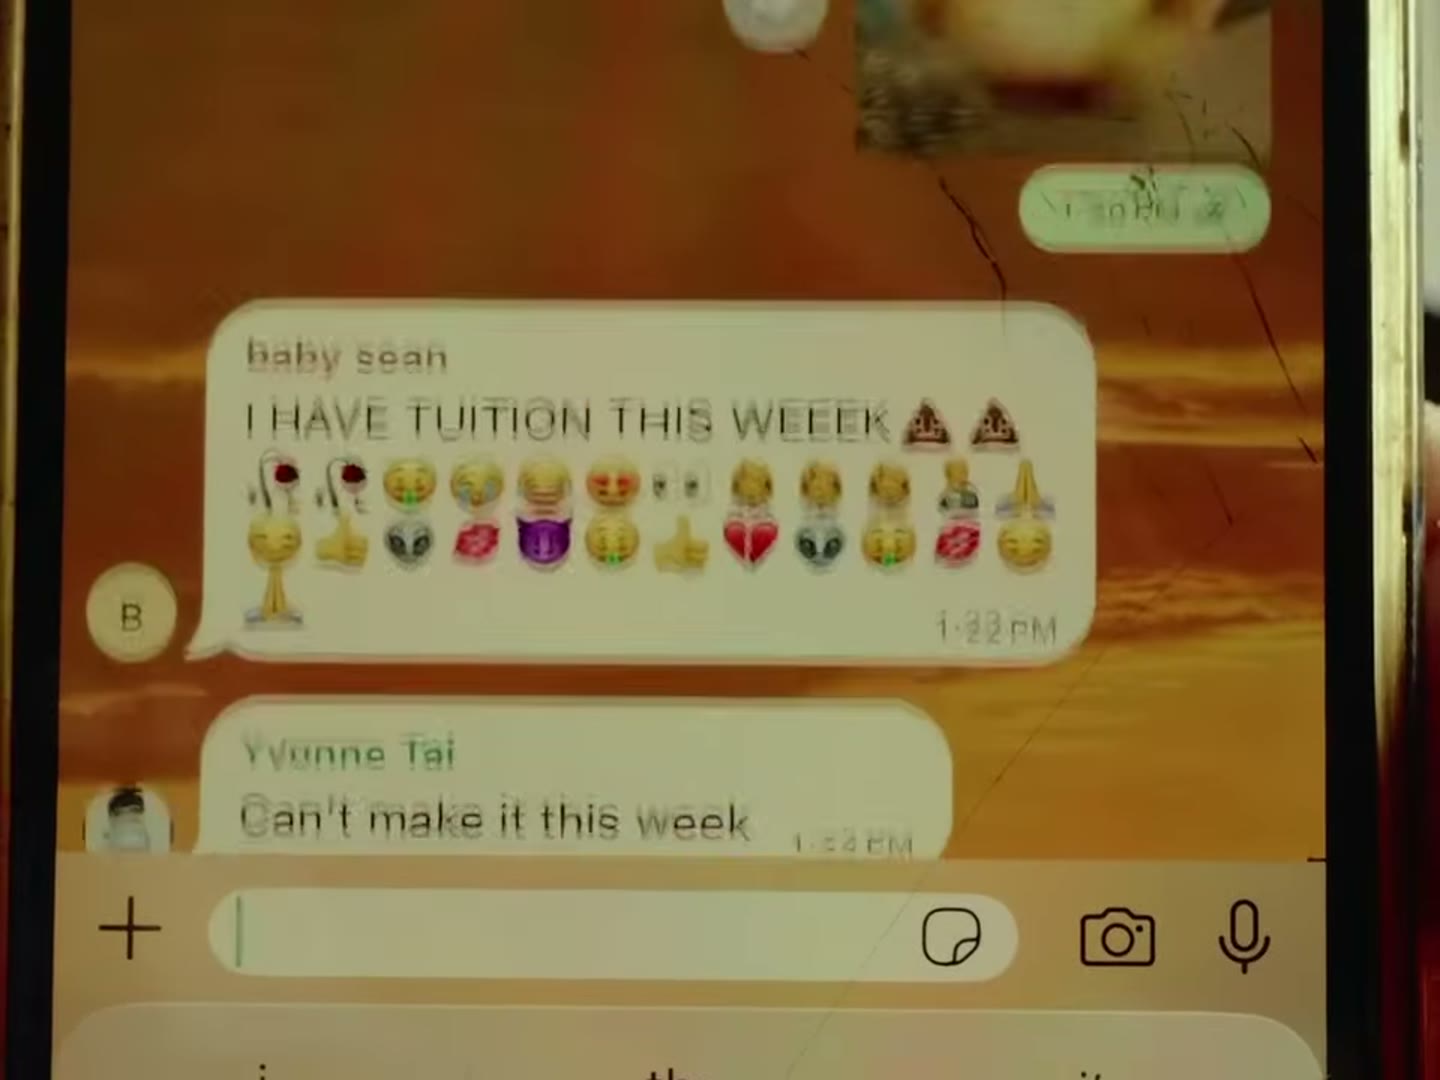 baby sean
I HAVE TUITION THIS WEEEK 💩 💩
B
Yvonne Tai
Can't make it this week
i